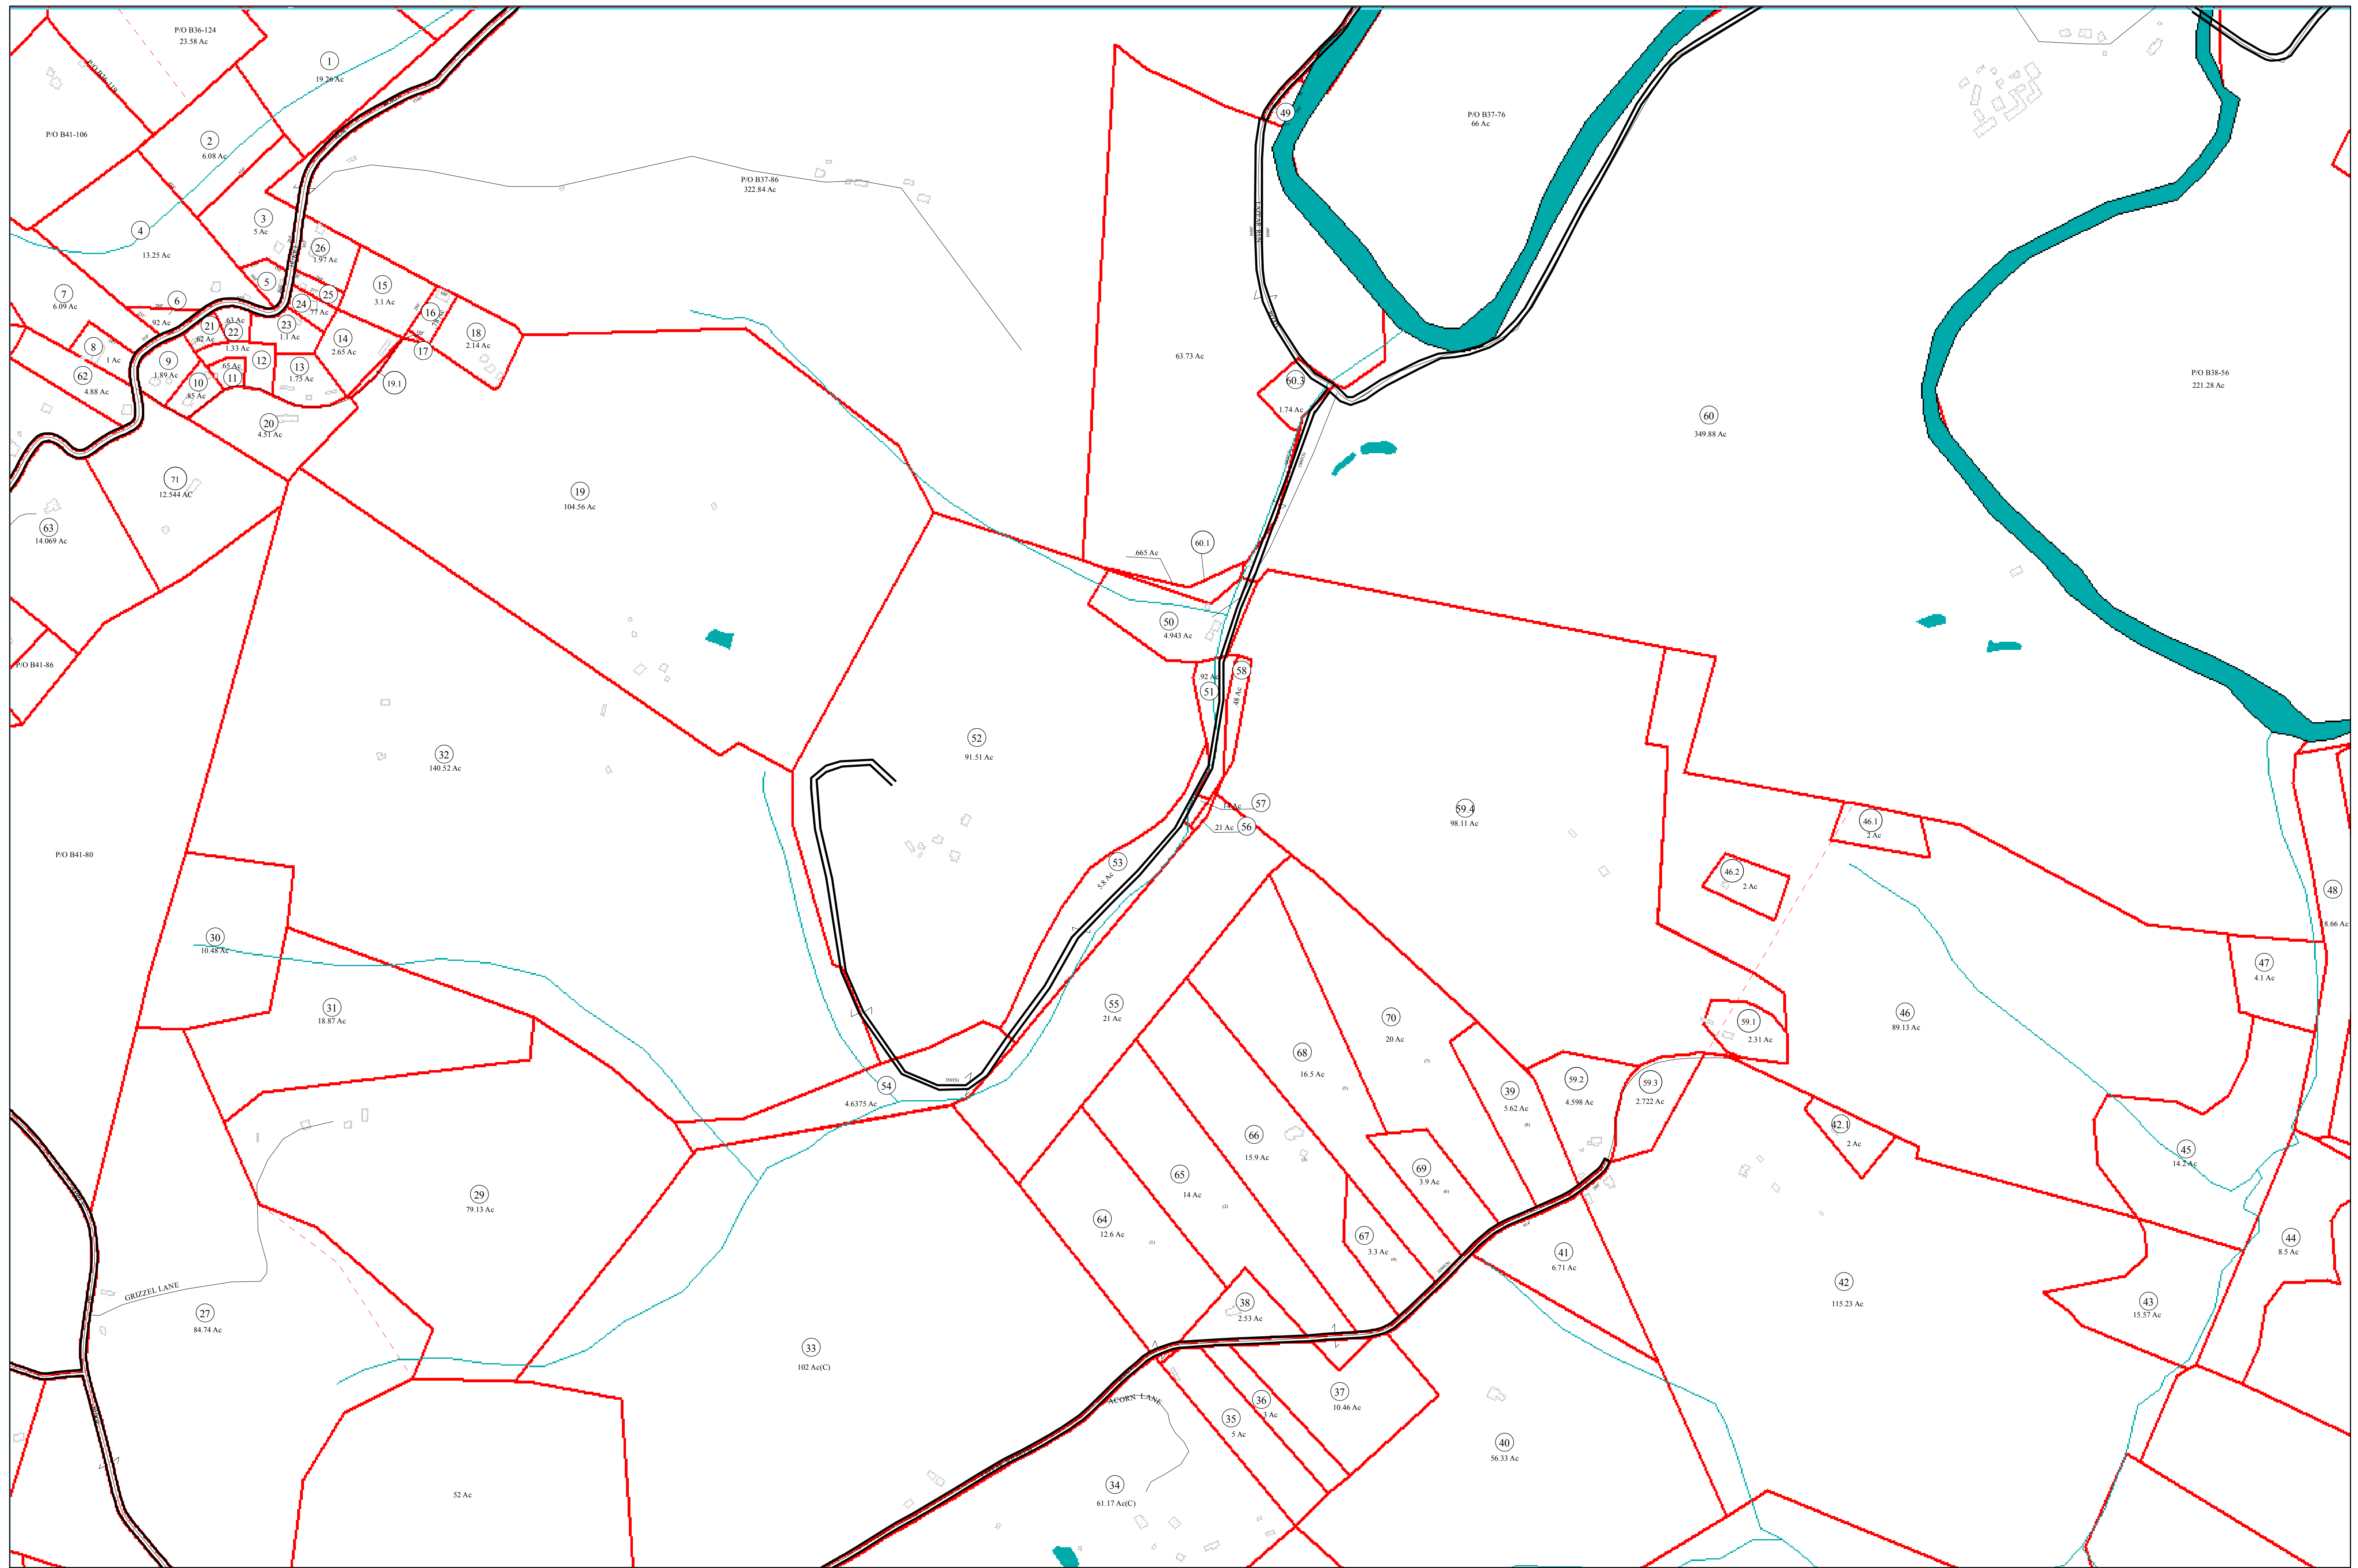 P/O B36-124
23.58 Ac
1
19.26 Ac
P/O B36-118
P/O B41-106
2
6.08 Ac
P/O B37-86
322.84 Ac
49
P/O B37-76
66 Ac
3
5 Ac
4
13.25 Ac
26
1.97 Ac
5
15
3.1 Ac
25
24
.77 Ac
16
7
6.09 Ac
6
.92 Ac
21
.62 Ac
.63 Ac
22
1.33 Ac
23
1.1 Ac
14
2.65 Ac
17
18
2.14 Ac
8
1 Ac
9
1.89 Ac
10
.85 Ac
.65 Ac
11
12
13
1.75 Ac
19.1
62
4.88 Ac
20
4.51 Ac
63.73 Ac
60.3
1.74 Ac
60
349.88 Ac
P/O B38-56
221.28 Ac
71
12.544 AC
63
14.069 Ac
19
104.56 Ac
.665 Ac
60.1
50
4.943 Ac
P/O B41-86
.92 Ac
51
58
.48 Ac
32
140.52 Ac
52
91.51 Ac
.14 Ac
57
.21 Ac
56
59.4
98.11 Ac
46.1
2 Ac
46.2
2 Ac
P/O B41-80
53
5.8 Ac
48
8.66 Ac
30
10.48 Ac
31
18.87 Ac
47
4.1 Ac
55
21 Ac
70
20 Ac
(7)
46
89.13 Ac
59.1
2.31 Ac
68
16.5 Ac
(5)
54
4.6375 Ac
39
5.62 Ac
(8)
59.2
4.598 Ac
59.3
2.722 Ac
42.1
2 Ac
66
15.9 Ac
(3)
69
3.9 Ac
(6)
45
14.2 Ac
65
14 Ac
(2)
29
79.13 Ac
64
12.6 Ac
(1)
67
3.3 Ac
(4)
41
6.71 Ac
44
8.5 Ac
42
115.23 Ac
GRIZZEL LANE
27
84.74 Ac
38
2.53 Ac
43
15.57 Ac
33
102 Ac(C)
ACORN LANE
37
10.46 Ac
36
3 Ac
35
5 Ac
40
56.33 Ac
52 Ac
34
61.17 Ac(C)